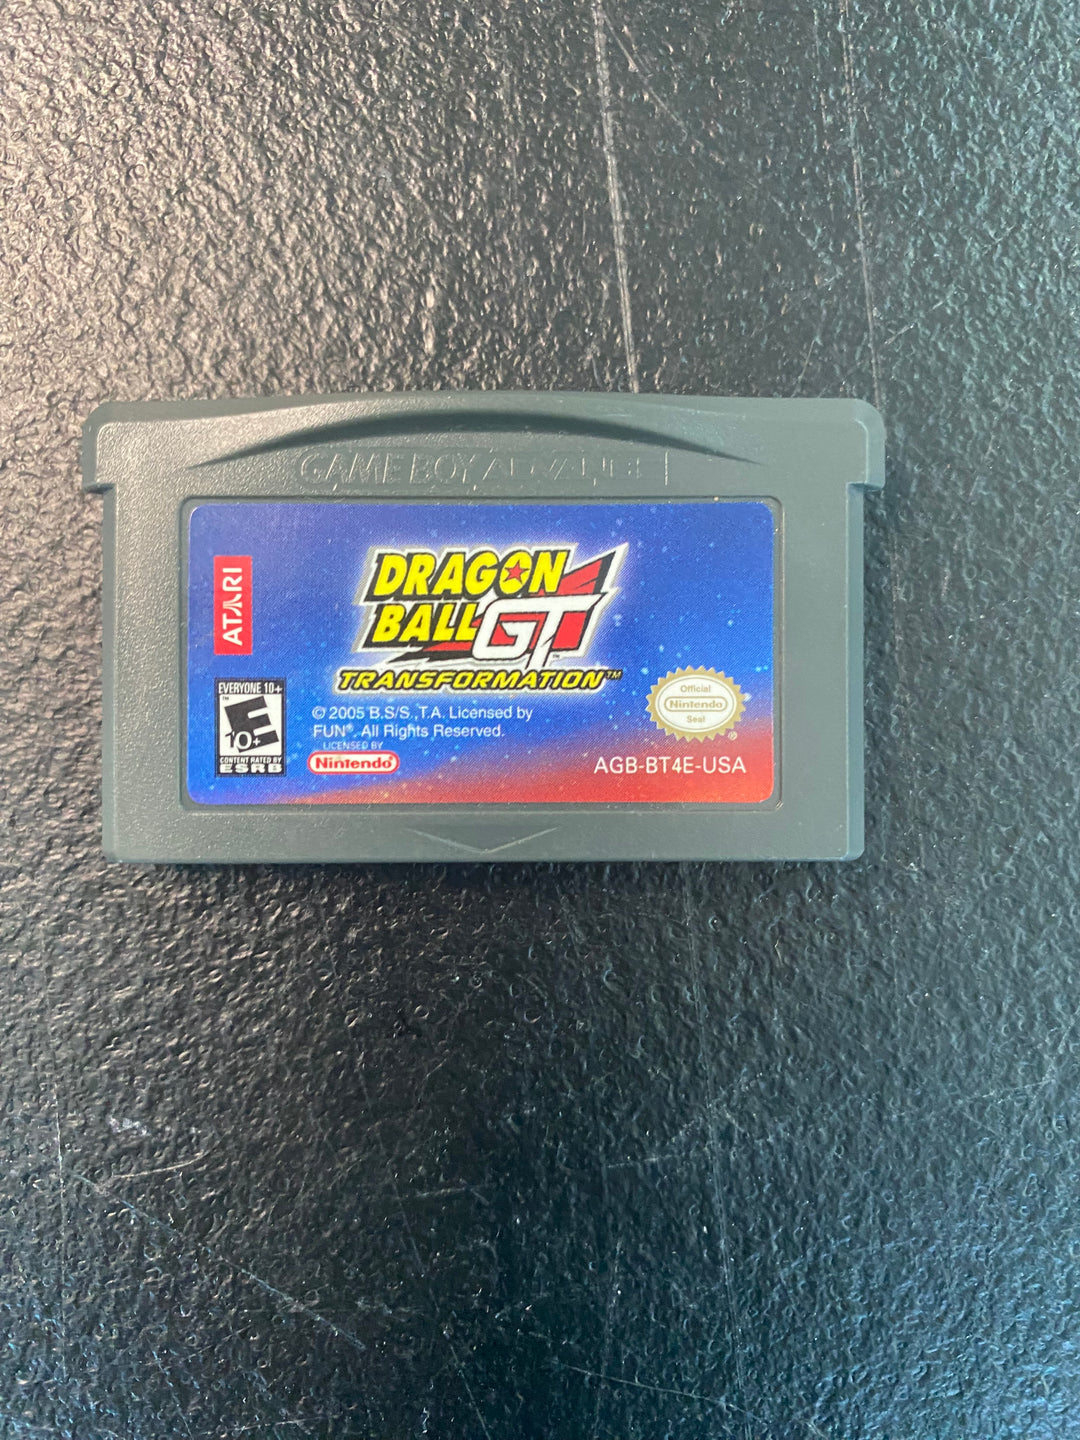 GAME BOY ADVANCE
ATARI
DRAGON
BALL GT
TRANSFORMATION™
EVERYONE 10+
™
E
10+
CONTENT RATED BY
ESRB
© 2005 B.S/S.,T.A. Licensed by
FUN®. All Rights Reserved.
LICENSED BY
Nintendo
Official
Nintendo
Seal
®
AGB-BT4E-USA